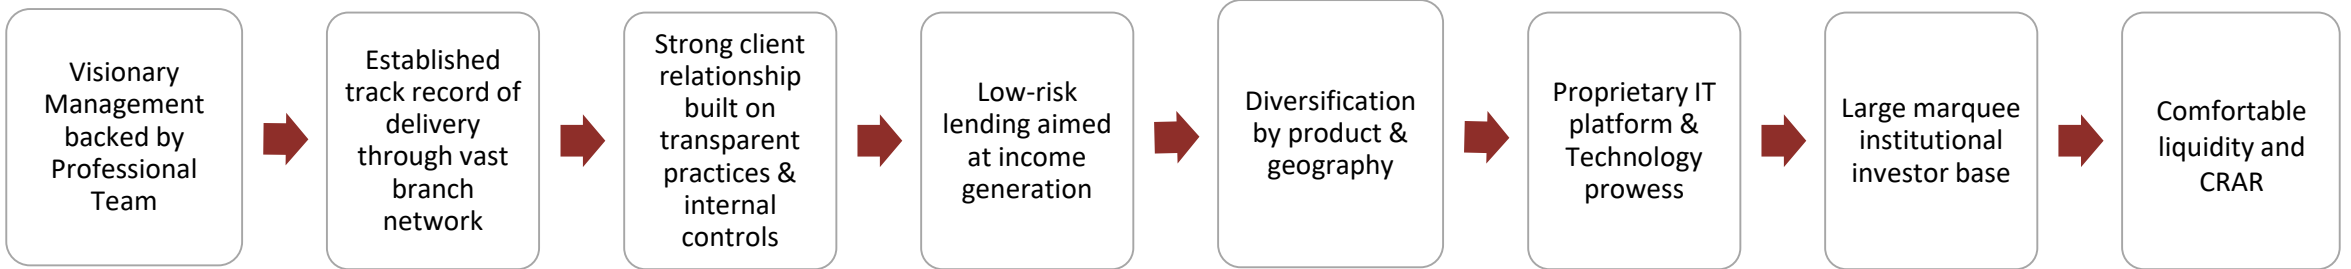 Visionary
Management
backed by
Professional
Team
Established
track record of
delivery
through vast
branch
network
Strong client
relationship
built on
transparent
practices &
internal
controls
Low-risk
lending aimed
at income
generation
Diversification
by product &
geography
Proprietary IT
platform &
Technology
prowess
Large marquee
institutional
investor base
Comfortable
liquidity and
CRAR